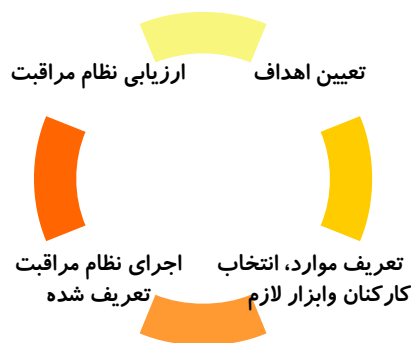 تعیین اهداف
ارزیابی نظام مراقبت
تعریف موارد، انتخاب
کارکنان وابزار لازم
اجرای نظام مراقبت
تعریف شده